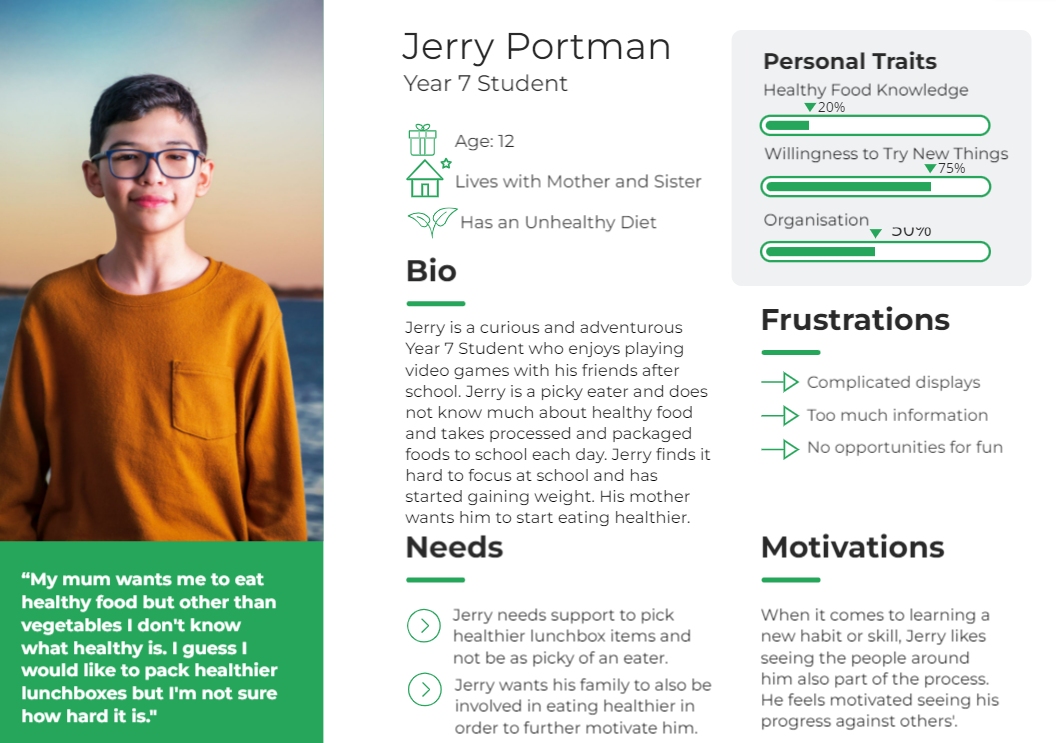 Jerry Portman
Year 7 Student
Age: 12
Lives with Mother and Sister
Has an Unhealthy Diet
Bio
Jerry is a curious and adventurous
Year 7 Student who enjoys playing
video games with his friends after
school. Jerry is a picky eater and does
not know much about healthy food
and takes processed and packaged
foods to school each day. Jerry finds it
hard to focus at school and has
started gaining weight. His mother
wants him to start eating healthier.
Needs
Jerry needs support to pick
healthier lunchbox items and
not be as picky of an eater.
Jerry wants his family to also be
involved in eating healthier in
order to further motivate him.
Personal Traits
Healthy Food Knowledge
20%
Willingness to Try New Things
75%
Organisation
50%
Frustrations
Complicated displays
Too much information
No opportunities for fun
Motivations
When it comes to learning a
new habit or skill, Jerry likes
seeing the people around
him also part of the process.
He feels motivated seeing his
progress against others'.
“My mum wants me to eat
healthy food but other than
vegetables I don't know
what healthy is. I guess I
would like to pack healthier
lunchboxes but I'm not sure
how hard it is."